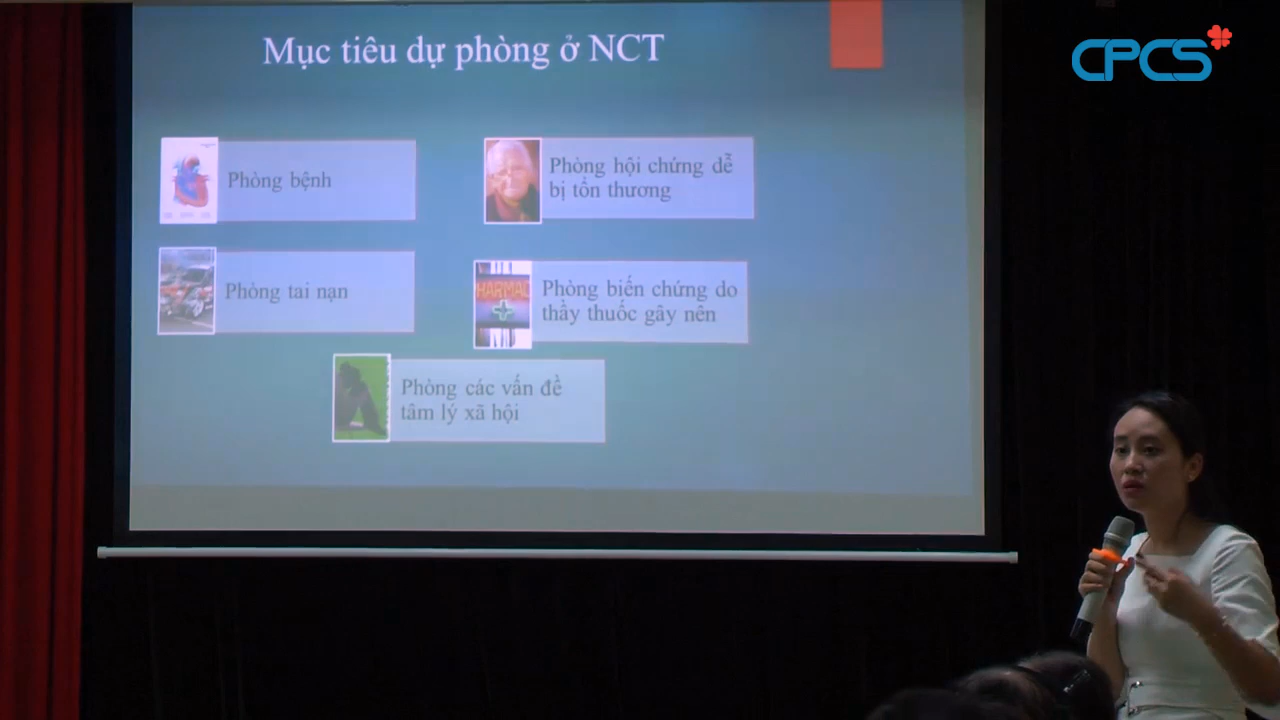 Mục tiêu dự phòng ở NCT
CPCS
Phòng bệnh
Phòng hội chứng dễ
bị tổn thương
Phòng tai nạn
HARMAC
Phòng biến chứng do
thầy thuốc gây nên
Phòng các vấn đề
tâm lý xã hội